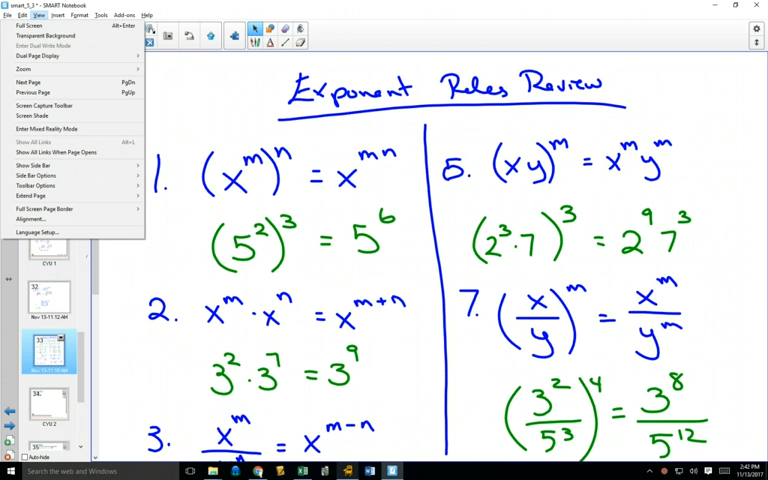 smart_5_3 * - SMART Notebook
File Edit View Insert Format Tools Add-ons Help
Full Screen Alt+Enter
Transparent Background
Enter Dual Write Mode
Dual Page Display
Zoom
Next Page PgDn
Previous Page PgUp
Screen Capture Toolbar
Screen Shade
Enter Mixed Reality Mode
Show All Links Alt+L
Show All Links When Page Opens
Show Side Bar
Side Bar Options
Toolbar Options
Extend Page
Full Screen Page Border
Alignment...
Language Setup...
CYU 1
32
Nov 13-11:12 AM
33
34
CYU 2
35
Auto-hide
Exponent Rules Review
1. (x^m)^n = x^mn
(5^2)^3 = 5^6
2. x^m · x^n = x^m+n
3^2 · 3^7 = 3^9
3. x^m = x^m-n
6. (xy)^m = x^m y^m
(2^3 · 7)^3 = 2^9 7^3
7. (x/y)^m = x^m/y^m
(3^2/5^3)^4 = 3^8/5^12
Search the web and Windows
2:42 PM
11/13/2017